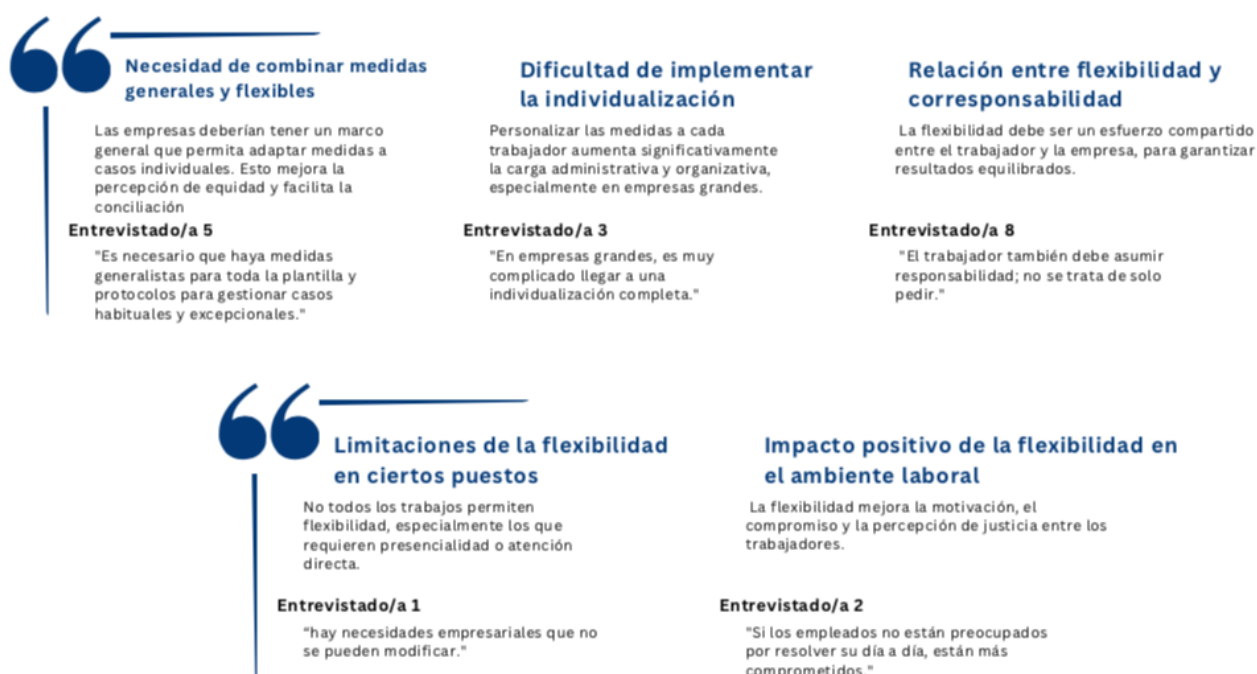 Necesidad de combinar medidas
generales y flexibles
Las empresas deberían tener un marco
general que permita adaptar medidas a
casos individuales. Esto mejora la
percepción de equidad y facilita la
conciliación
Entrevistado/a 5
"Es necesario que haya medidas
generalistas para toda la plantilla y
protocolos para gestionar casos
habituales y excepcionales."
Dificultad de implementar
la individualización
Personalizar las medidas a cada
trabajador aumenta significativamente
la carga administrativa y organizativa,
especialmente en empresas grandes.
Entrevistado/a 3
"En empresas grandes, es muy
complicado llegar a una
individualización completa."
Relación entre flexibilidad y
corresponsabilidad
La flexibilidad debe ser un esfuerzo compartido
entre el trabajador y la empresa, para garantizar
resultados equilibrados.
Entrevistado/a 8
"El trabajador también debe asumir
responsabilidad; no se trata de solo
pedir."
Limitaciones de la flexibilidad
en ciertos puestos
No todos los trabajos permiten
flexibilidad, especialmente los que
requieren presencialidad o atención
directa.
Entrevistado/a 1
"hay necesidades empresariales que no
se pueden modificar."
Impacto positivo de la flexibilidad en
el ambiente laboral
La flexibilidad mejora la motivación, el
compromiso y la percepción de justicia entre los
trabajadores.
Entrevistado/a 2
"Si los empleados no están preocupados
por resolver su día a día, están más
comprometidos."